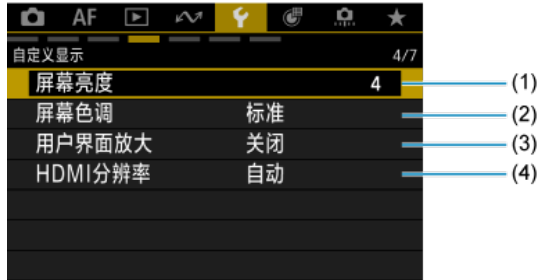 AF
自定义显示 4/7
屏幕亮度 4 (1)
屏幕色调 标准 (2)
用户界面放大 关闭 (3)
HDMI分辨率 自动 (4)